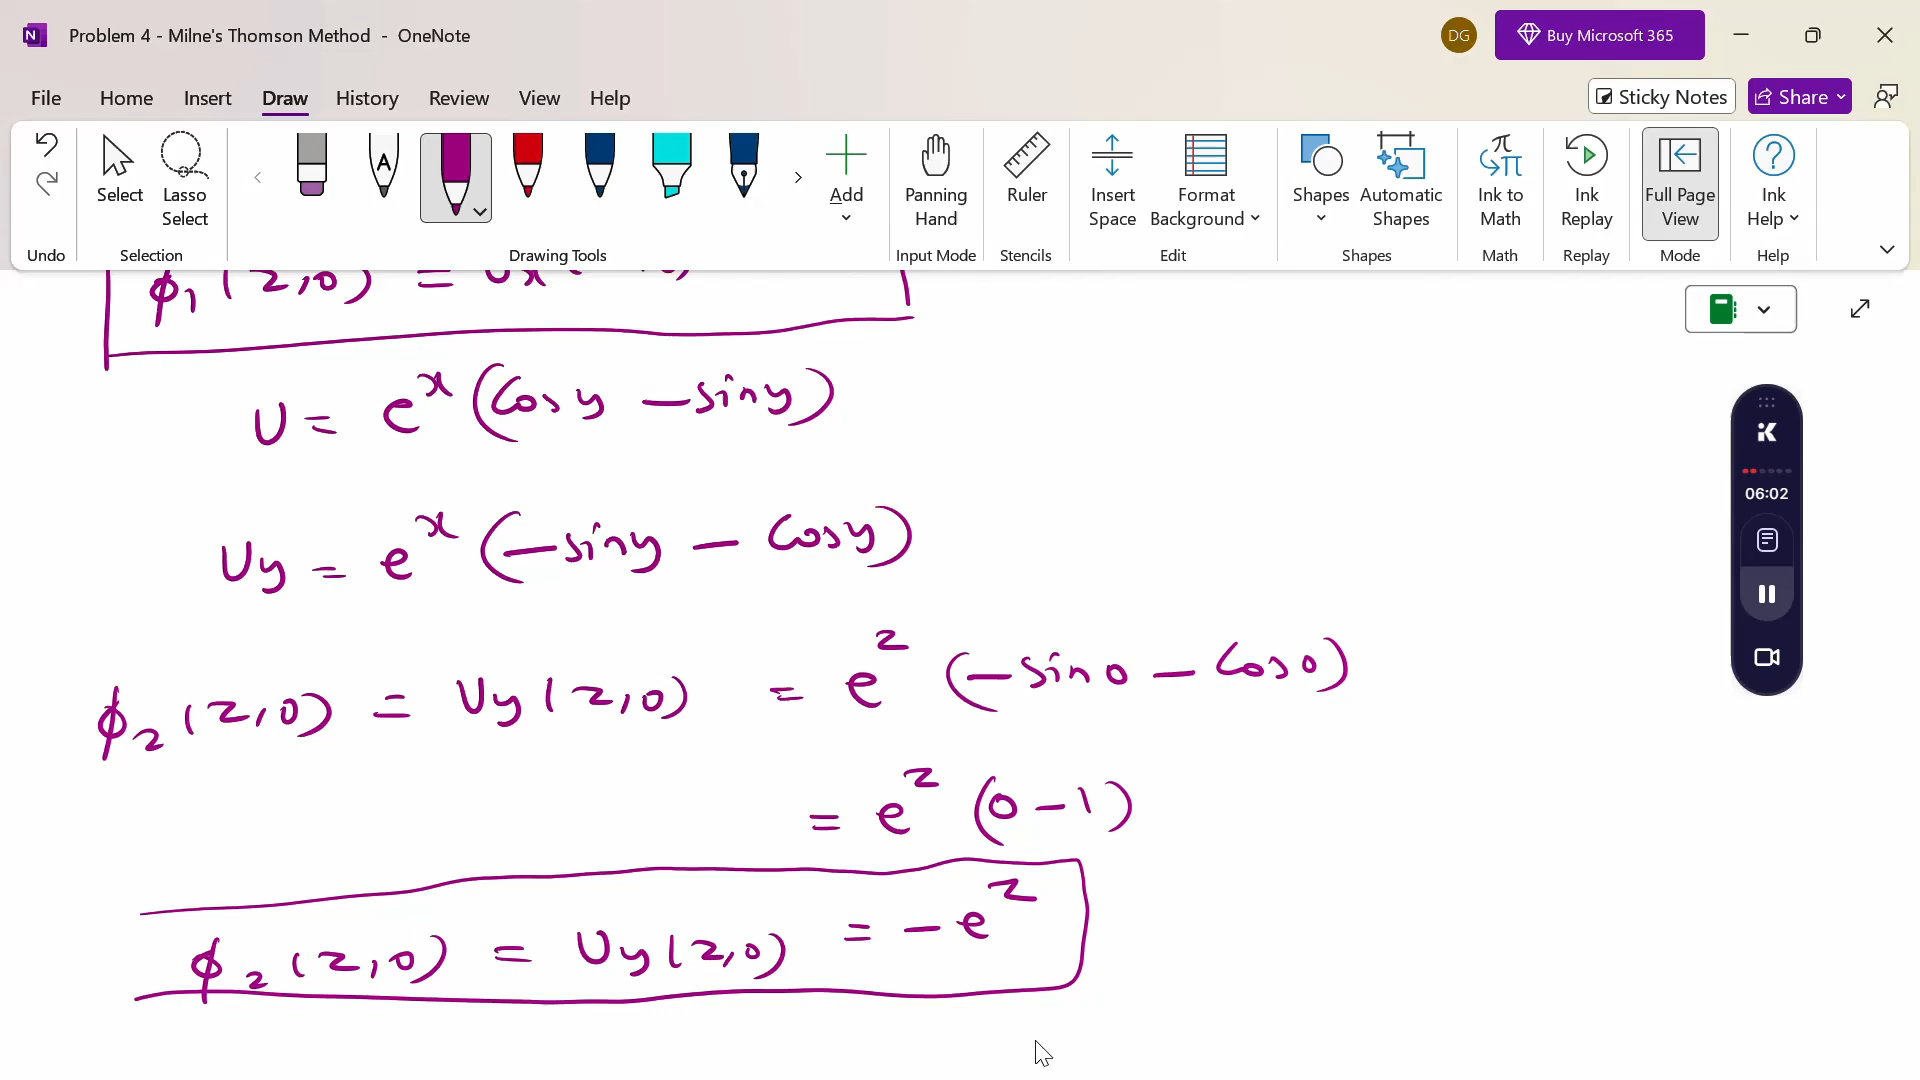 Problem 4 - Milne's Thomson Method - OneNote
DG
Buy Microsoft 365
File Home Insert Draw History Review View Help
Sticky Notes
Share
Select
Lasso Select
Add
Panning Hand
Ruler
Insert Space
Format Background
Shapes
Automatic Shapes
Ink to Math
Ink Replay
Full Page View
Ink Help
Undo
Selection
Drawing Tools
Input Mode
Stencils
Edit
Shapes
Math
Replay
Mode
Help
ϕ₁(z,0) =
U = e^x (cos y − sin y)
Uy = e^x (−sin y − cos y)
ϕ₂(z,0) = Uy(z,0) = e^z (−sin 0 − cos 0)
= e^z (0 − 1)
ϕ₂(z,0) = Uy(z,0) = −e^z
06:02